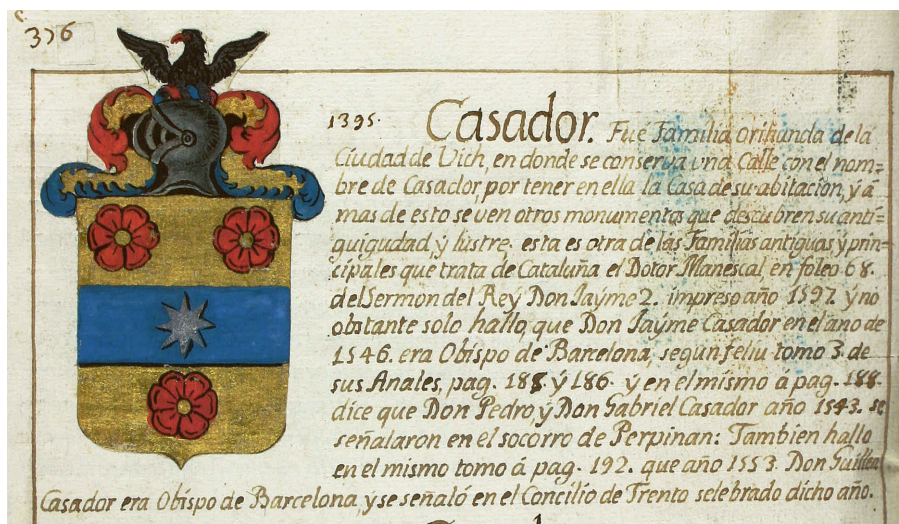 376
1395. Casador. Fué Familia orihunda de la
Ciudad de Vich, en donde se conserva una Calle con el nom=
bre de Casador, por tener en ella la Casa de su abitacion, ý á
mas de esto se ven otros monumentos que descubren su anti=
guigudad, ý lustre. esta es otra de las Familias antiguas ý prin=
cipales que trata de Cataluña el Dotor Manescal en foleo 68.
del Sermon del Reý Don Jaýme 2. impreso año 1597. ý no
obstante solo hallo, que Don Jaýme Casador en el año de
1546. era Obispo de Barcelona, segun feliu tomo 3. de
sus Anales, pag. 188 ý 186. ý en el mismo á pag. 188.
dice que Don Pedro, ý Don Gabriel Casador año 1543. se
señalaron en el socorro de Perpinan: Tambien hallo
en el mismo tomo á pag. 192. que año 1553. Don Guillen
Casador era Obispo de Barcelona, ý se señaló en el Concilio de Trento selebrado dicho año.